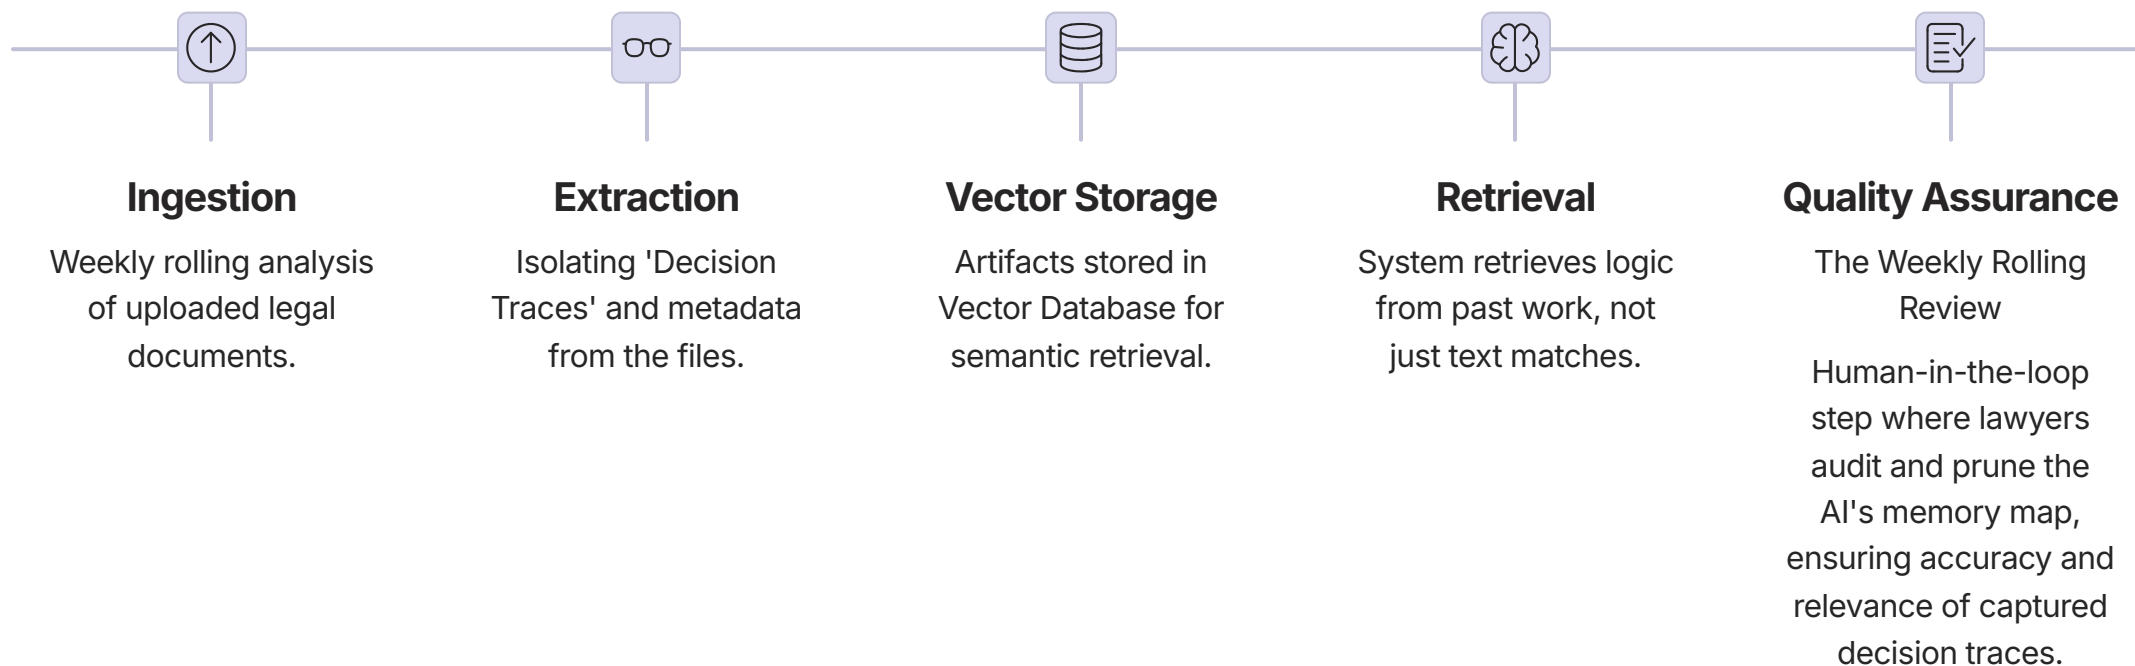 Ingestion
Weekly rolling analysis
of uploaded legal
documents.
Extraction
Isolating 'Decision
Traces' and metadata
from the files.
Vector Storage
Artifacts stored in
Vector Database for
semantic retrieval.
Retrieval
System retrieves logic
from past work, not
just text matches.
Quality Assurance
The Weekly Rolling
Review
Human-in-the-loop
step where lawyers
audit and prune the
AI's memory map,
ensuring accuracy and
relevance of captured
decision traces.